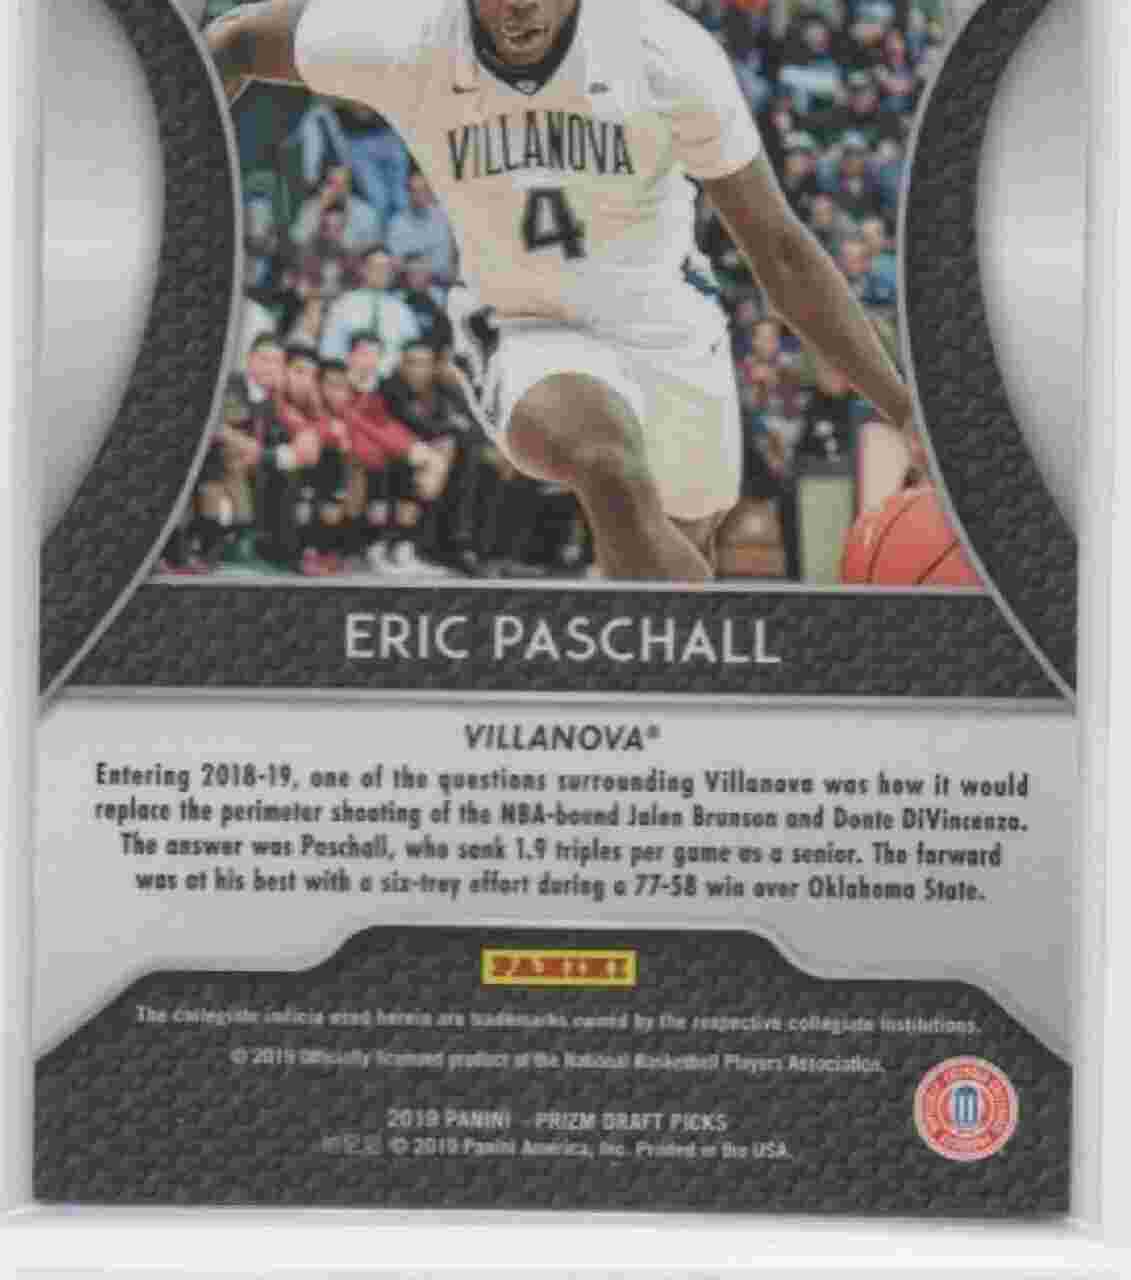 VILLANOVA
4
ERIC PASCHALL
VILLANOVA®
Entering 2018-19, one of the questions surrounding Villanova was how it would
replace the perimeter shooting of the NBA-bound Jalen Brunson and Donte DiVincenzo.
The answer was Paschall, who sank 1.9 triples per game as a senior. The forward
was at his best with a six-trey effort during a 77-58 win over Oklahoma State.
PANINI
The collegiate indicia used herein are trademarks owned by the respective collegiate institutions.
© 2019 Officially licensed product of the National Basketball Players Association.
2019 PANINI - PRIZM DRAFT PICKS
© 2019 Panini America, Inc. Printed in the USA.